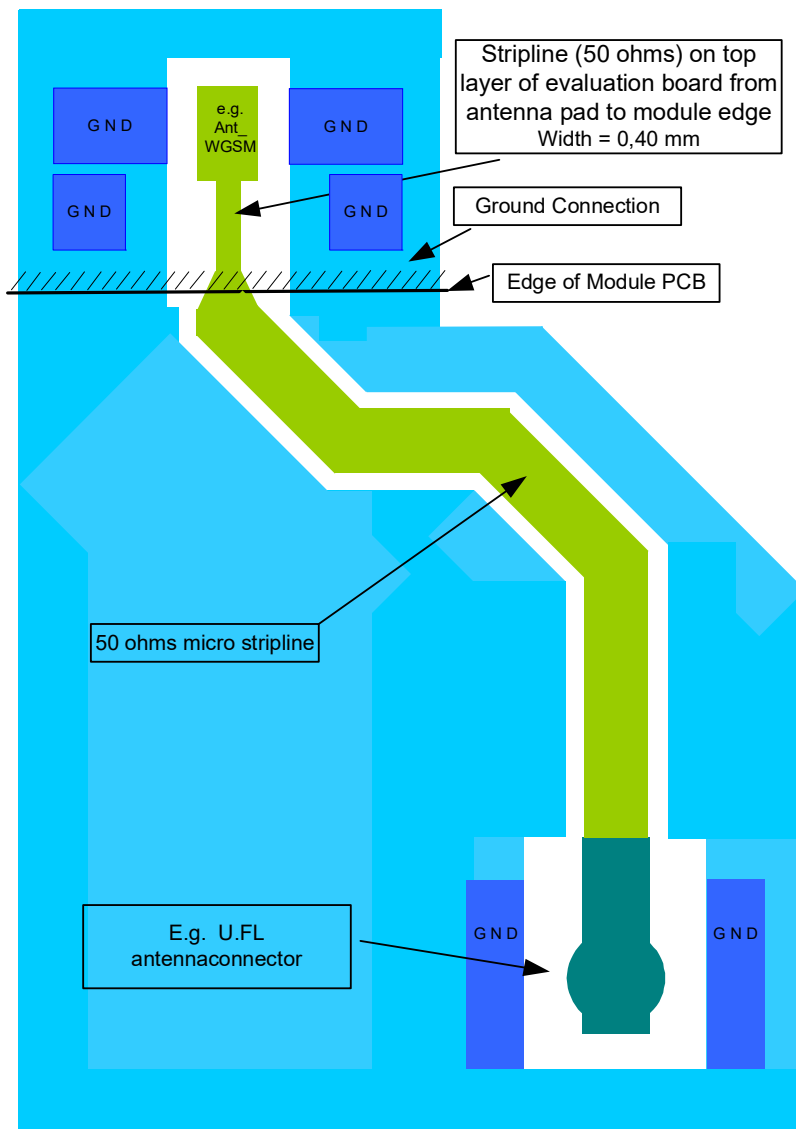 Stripline (50 ohms) on top
layer of evaluation board from
antenna pad to module edge
Width = 0,40 mm
e.g.
Ant_
WGSM
G N D
G N D
G N D
G N D
Ground Connection
Edge of Module PCB
50 ohms micro stripline
E.g. U.FL
antennaconnector
G N D
G N D